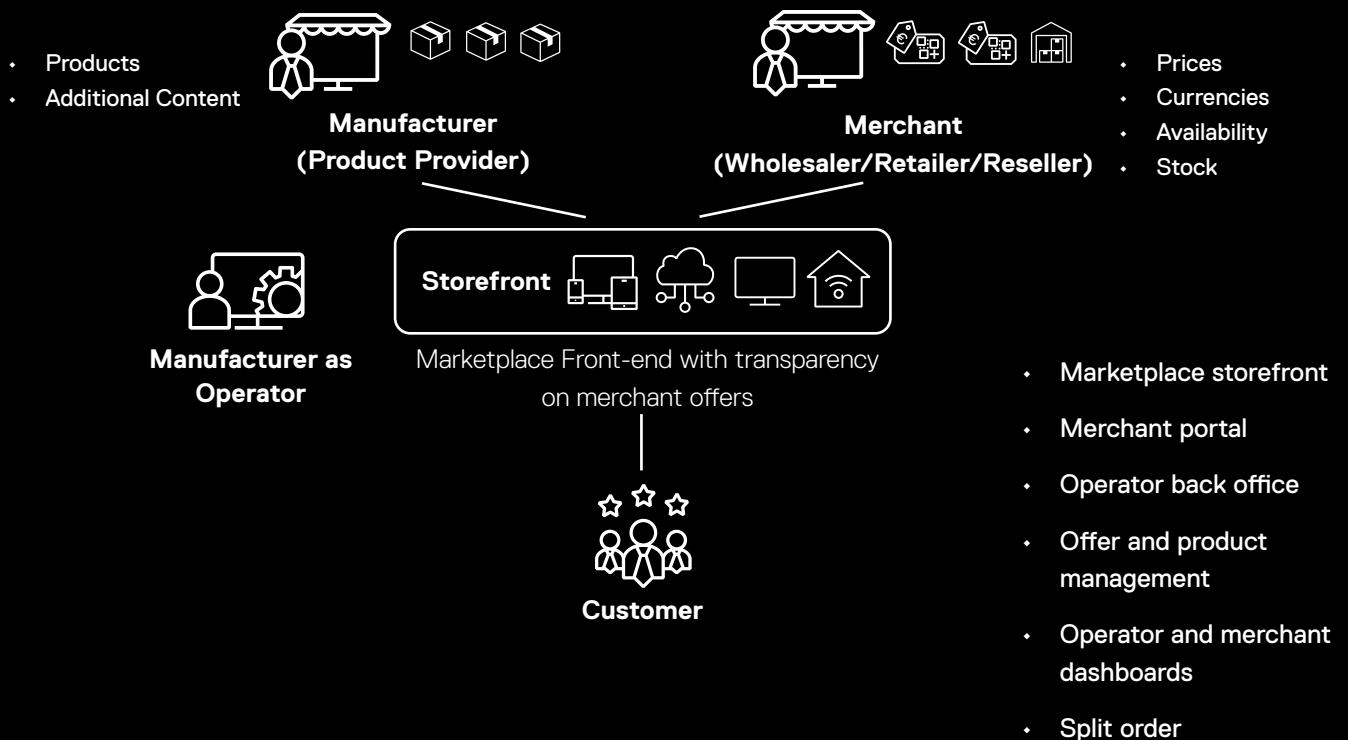 Products
Additional Content
Manufacturer
(Product Provider)
Merchant
(Wholesaler/Retailer/Reseller)
Prices
Currencies
Availability
Stock
Storefront
Manufacturer as
Operator
Marketplace Front-end with transparency
on merchant offers
Customer
Marketplace storefront
Merchant portal
Operator back office
Offer and product
management
Operator and merchant
dashboards
Split order